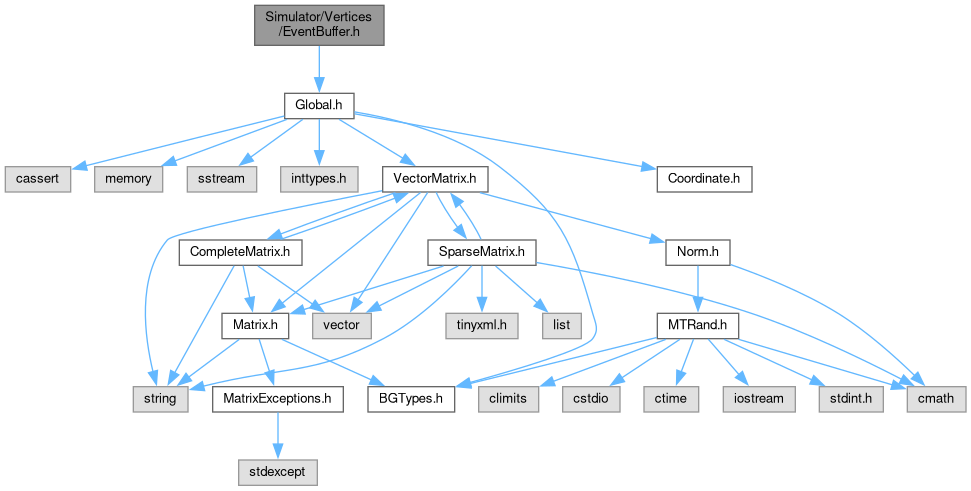 Simulator/Vertices
/EventBuffer.h
Global.h
cassert
memory
sstream
inttypes.h
VectorMatrix.h
Coordinate.h
CompleteMatrix.h
SparseMatrix.h
Norm.h
Matrix.h
vector
tinyxml.h
list
MTRand.h
string
MatrixExceptions.h
BGTypes.h
climits
cstdio
ctime
iostream
stdint.h
cmath
stdexcept